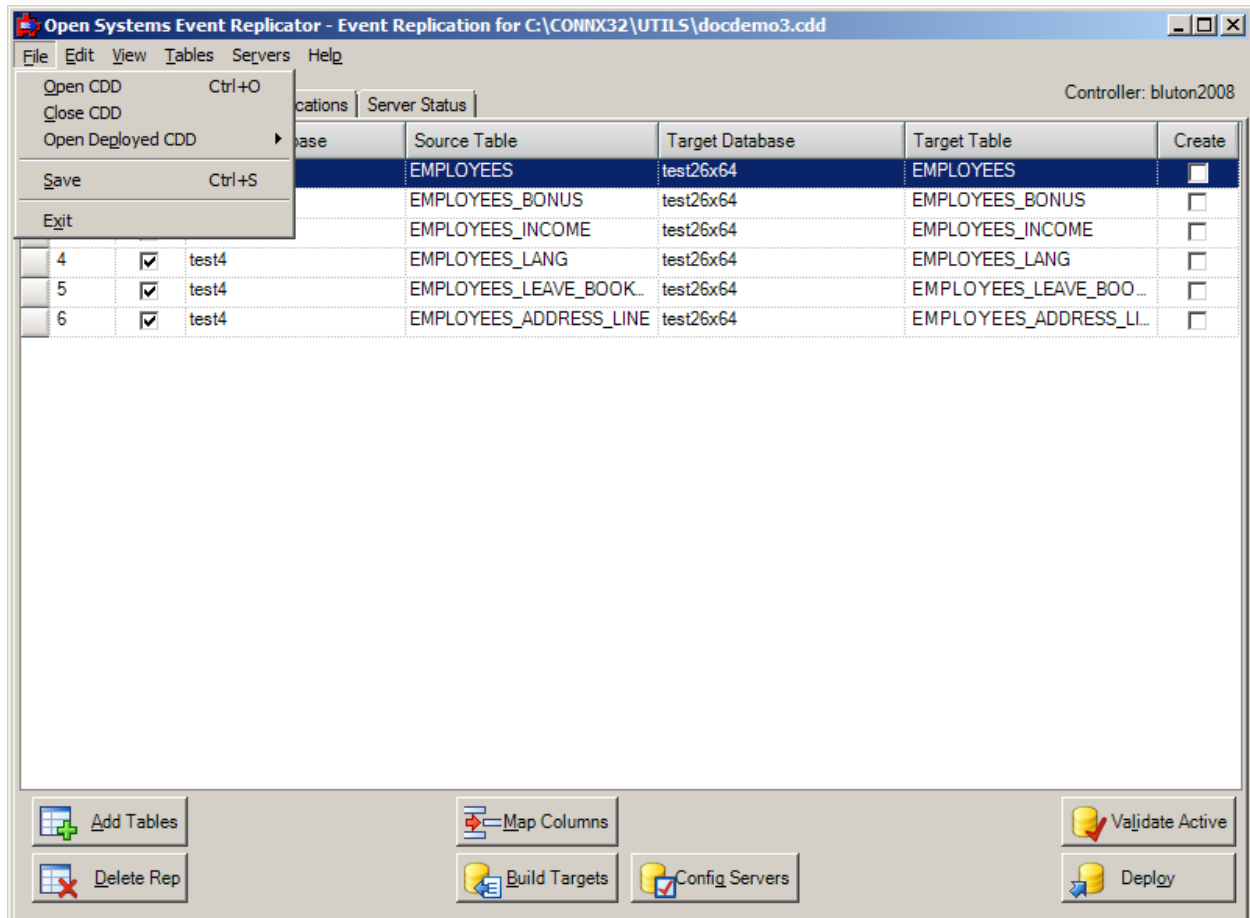 Open Systems Event Replicator - Event Replication for C:\CONNX32\UTILS\docdemo3.cdd
File Edit View Tables Servers Help
Open CDD Ctrl+O
Close CDD
Open Deployed CDD
Save Ctrl+S
Exit
cations Server Status
Controller: bluton2008
base Source Table Target Database Target Table Create
EMPLOYEES test26x64 EMPLOYEES
EMPLOYEES_BONUS test26x64 EMPLOYEES_BONUS
EMPLOYEES_INCOME test26x64 EMPLOYEES_INCOME
4 test4 EMPLOYEES_LANG test26x64 EMPLOYEES_LANG
5 test4 EMPLOYEES_LEAVE_BOOK... test26x64 EMPLOYEES_LEAVE_BOO...
6 test4 EMPLOYEES_ADDRESS_LINE test26x64 EMPLOYEES_ADDRESS_LI...
Add Tables Map Columns Validate Active
Delete Rep Build Targets Config Servers Deploy